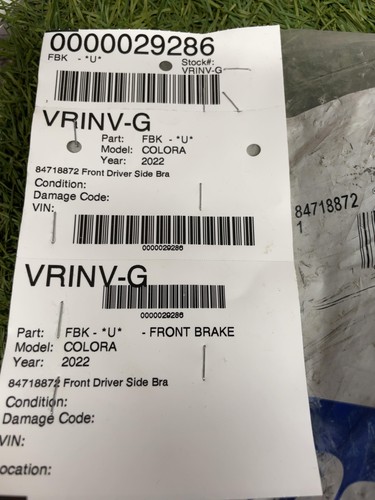 0000029286
FBK - *U*
Stock#:
VRINV-G
VRINV-G
Part: FBK - *U*
Model: COLORA
Year: 2022
84718872 Front Driver Side Bra
Condition:
Damage Code:
VIN:
0000029286
VRINV-G
0000029286
Part: FBK - *U* - FRONT BRAKE
Model: COLORA
Year: 2022
84718872 Front Driver Side Bra
Condition:
Damage Code:
VIN:
ocation:
84718872
1